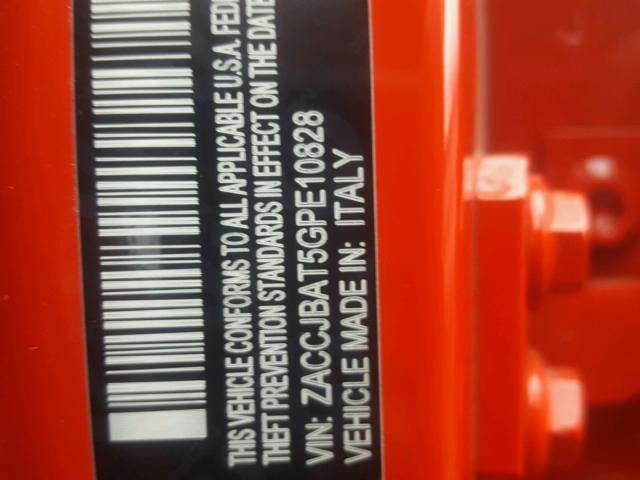 THIS VEHICLE CONFORMS TO ALL APPLICABLE U.S.A.
THEFT PREVENTION STANDARDS IN EFFECT ON THE DATE
VIN: ZACCJBAT5GPE10828
VEHICLE MADE IN: ITALY